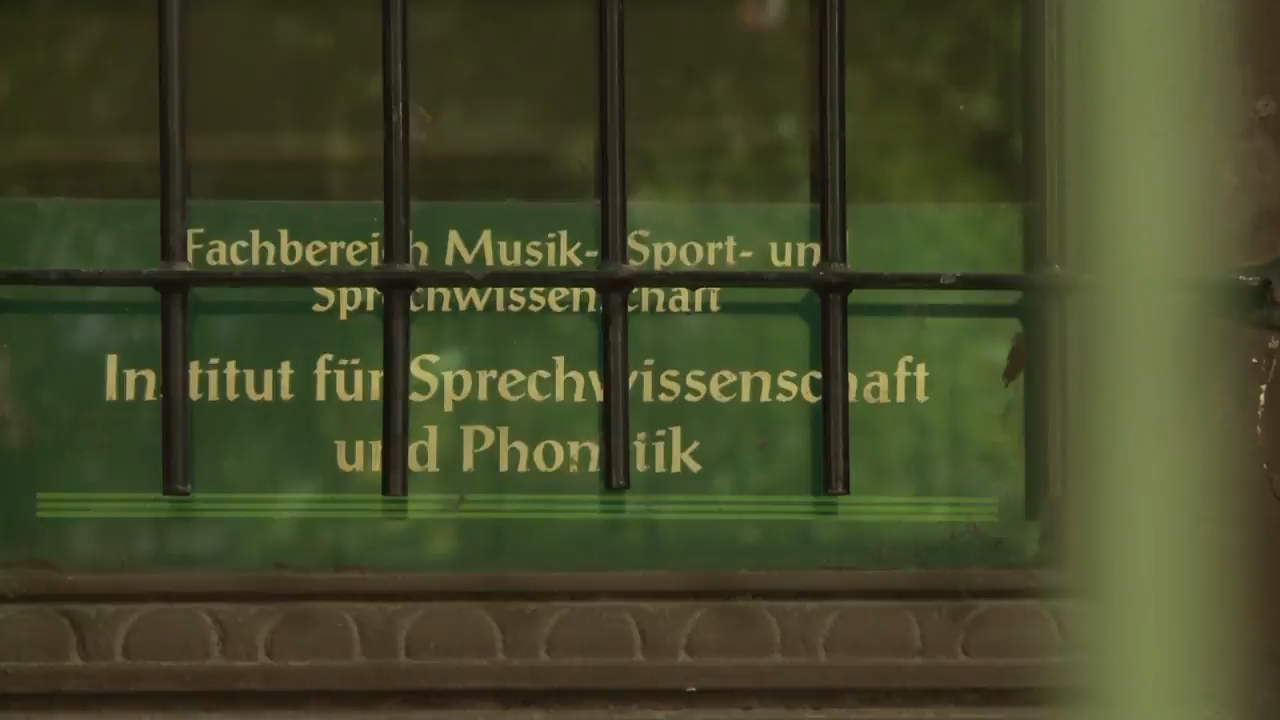 Fachbereich Musik- Sport- und
Sprechwissenschaft
Institut für Sprechwissenschaft
und Phonetik